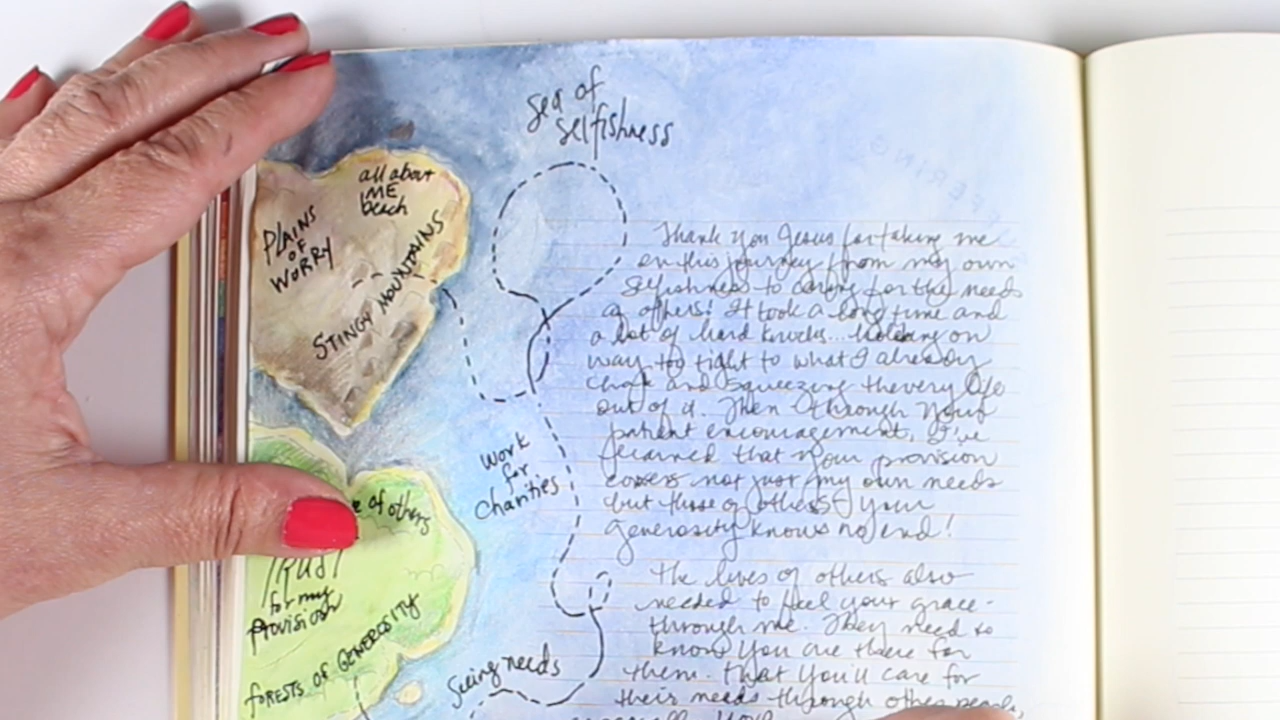 Sea of
selfishness
all about
ME
beach
PLAINS
OF
WORRY
STINGY MOUNTAINS
Work
for
Charities
e of others
TRUST
for my
provision
FORESTS OF GENEROSITY
Seeing needs
FERING
Thank you Jesus for taking me
on this journey from my own
selfishness to caring for the needs
of others! It took a long time and
a lot of hard knocks... holding on
way too tight to what I already
and squeezing the very life
out of it. Then through Your
patient encouragement, I've
learned that Your provision
covers not just my own needs
but those of others - Your
Generosity knows no end!
The lives of others also
needed to feel your grace -
through me. They need to
know You are there for
them. That You'll care for
their needs through other people,
especially